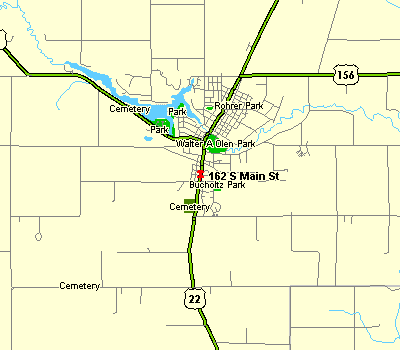 156
Cemetery
Rohrer Park
Park
Park
Walter A Olen Park
162 S Main St
Bucholtz Park
Cemetery
Cemetery
22